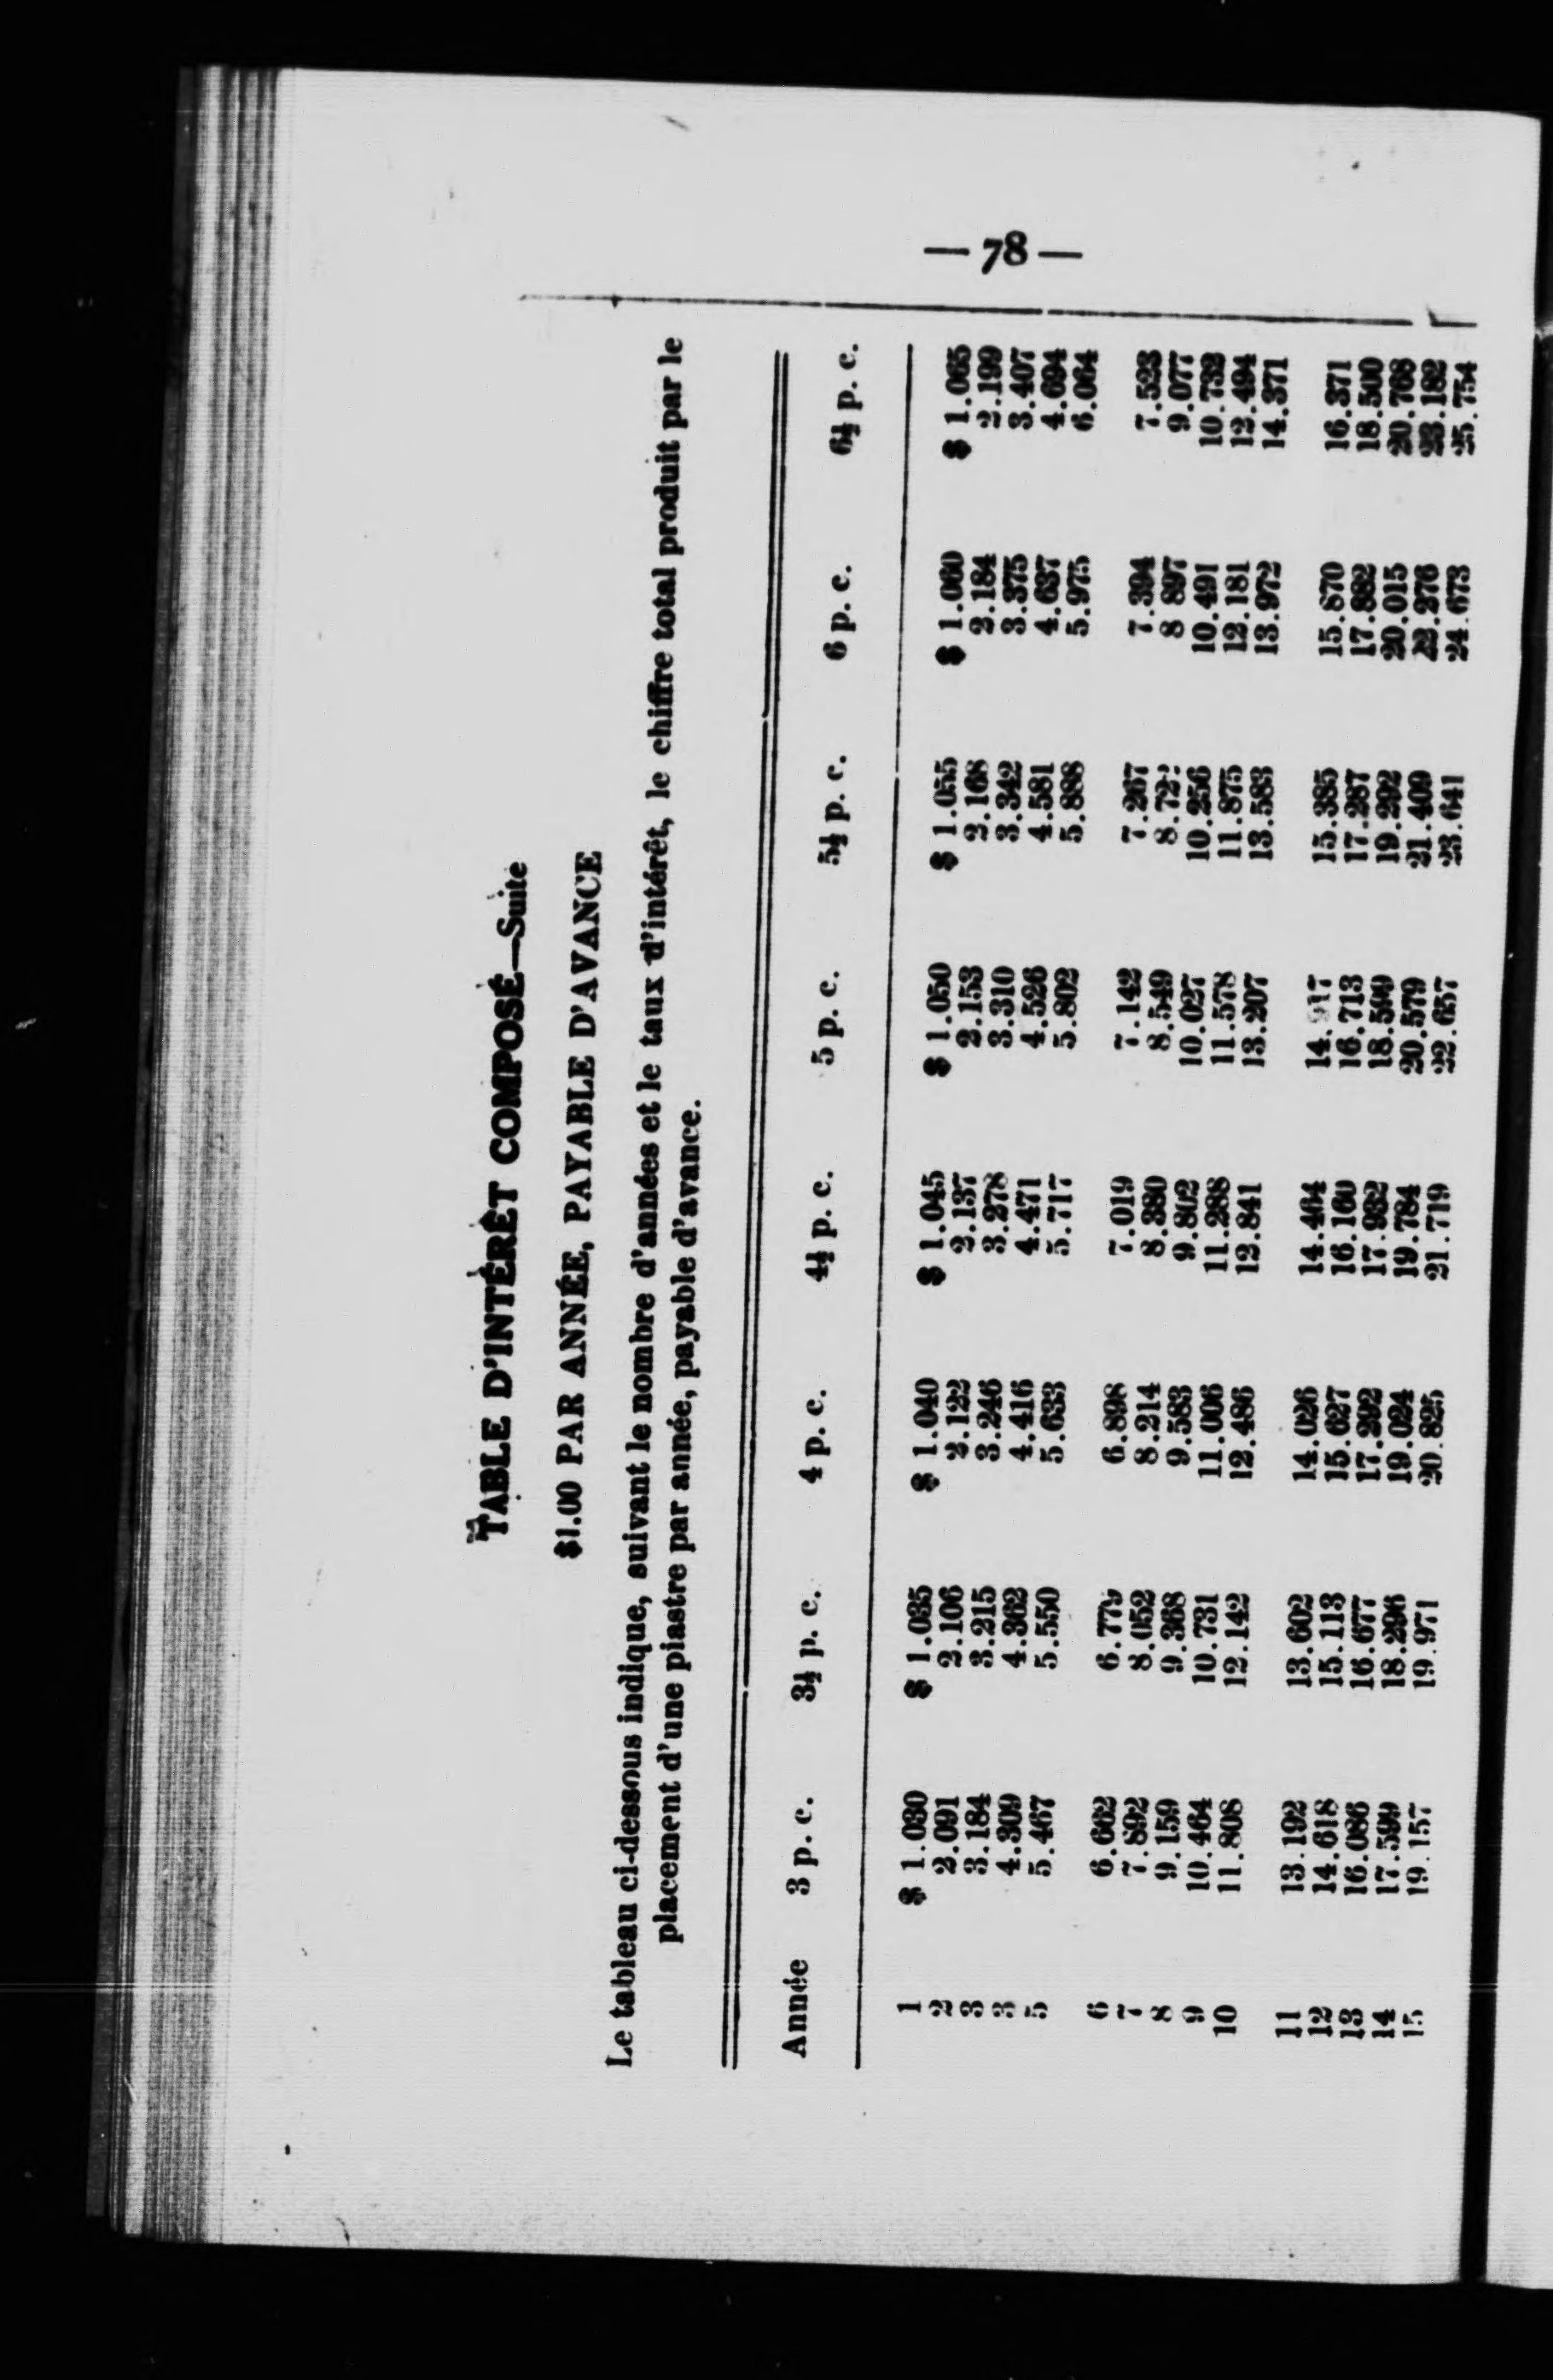 — 78 —
TABLE D'INTÉRÊT COMPOSÉ.—Suite
$1.00 PAR ANNÉE, PAYABLE D'AVANCE
Le tableau ci-dessous indique, suivant le nombre d'années et le taux d'intérêt, le chiffre total produit par le
placement d'une piastre par année, payable d'avance.
Année 3 p. c. 3½ p. c. 4 p. c. 4½ p. c. 5 p. c. 5½ p. c. 6 p. c. 6½ p. c.
1 $ 1.030 $ 1.035 $ 1.040 $ 1.045 $ 1.050 $ 1.055 $ 1.060 $ 1.065
2 2.091 2.106 2.122 2.137 2.153 2.168 2.184 2.199
3 3.184 3.215 3.246 3.278 3.310 3.342 3.375 3.407
3 4.309 4.362 4.416 4.471 4.526 4.581 4.637 4.694
5 5.467 5.550 5.633 5.717 5.802 5.888 5.975 6.064
6 6.662 6.779 6.898 7.019 7.142 7.267 7.394 7.523
7 7.892 8.052 8.214 8.380 8.549 8.722 8 897 9.077
8 9.159 9.368 9.583 9.802 10.027 10.256 10.491 10.732
9 10.464 10.731 11.006 11.288 11.578 11.875 12.181 12.494
10 11.808 12.142 12.486 12.841 13.207 13.583 13.972 14.371
11 13.192 13.602 14.026 14.464 14.917 15.385 15.870 16.371
12 14.618 15.113 15.627 16.160 16.713 17.287 17.882 18.500
13 16.086 16.677 17.292 17.932 18.599 19.292 20.015 20.768
14 17.599 18.296 19.024 19.784 20.579 21.409 22.276 23.182
15 19.157 19.971 20.825 21.719 22.657 23.641 24.673 25.754